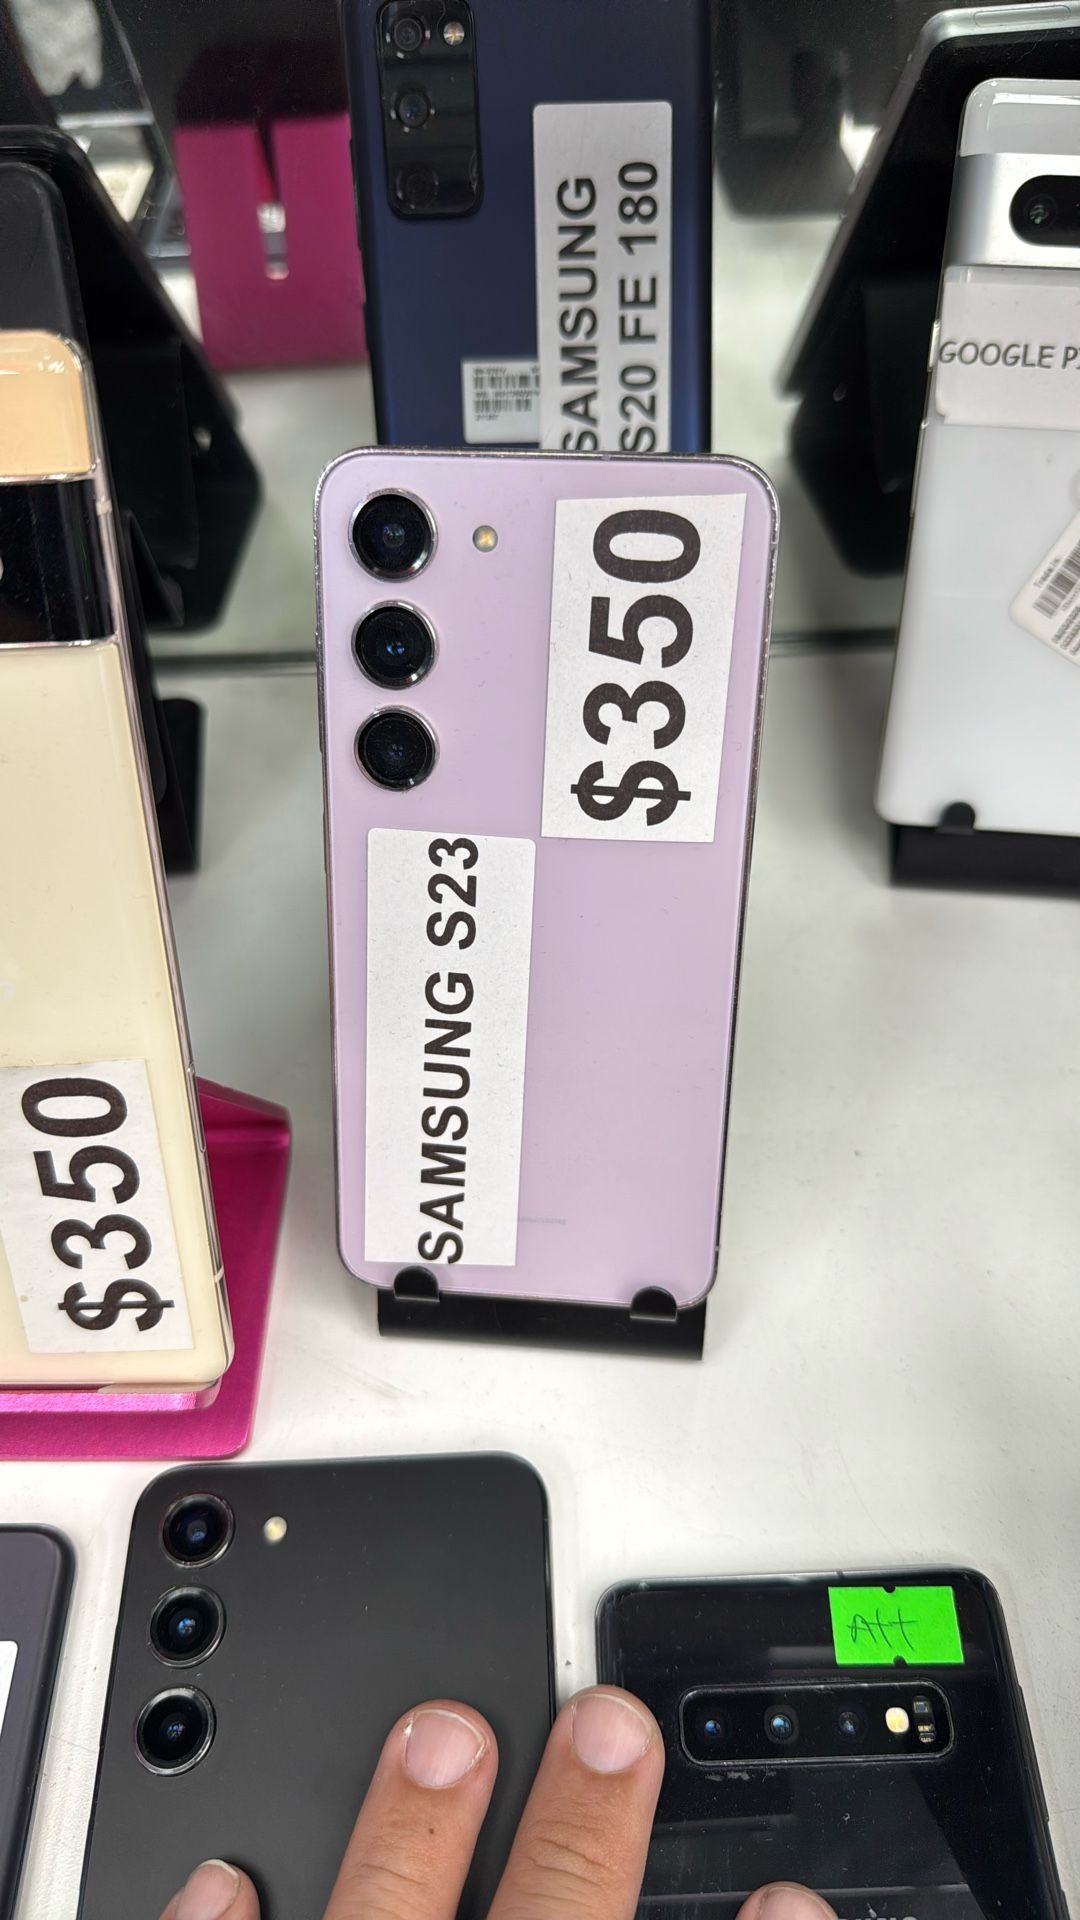 SAMSUNG
S20 FE 180
GOOGLE
$350
SAMSUNG S23
$350
Att